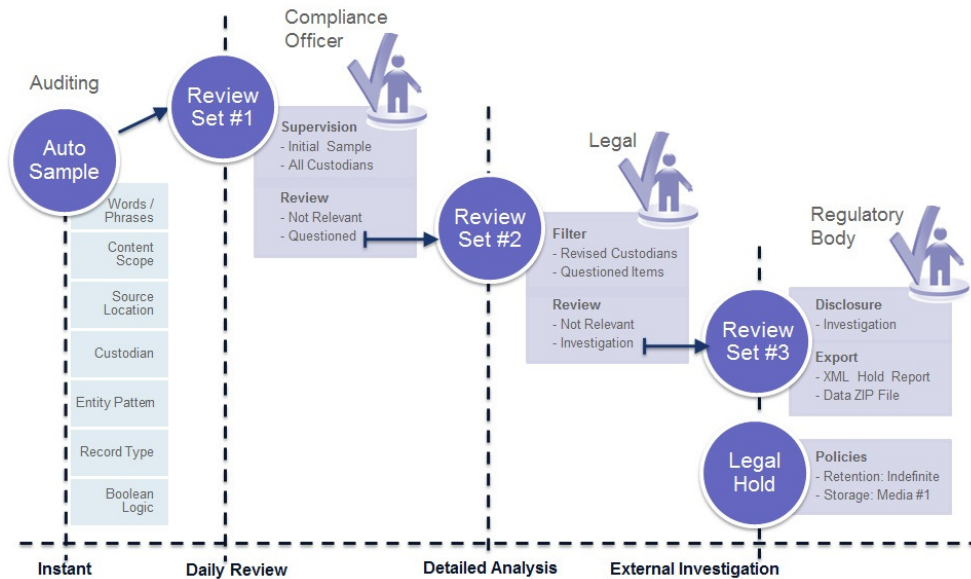 Auditing
Auto
Sample
Words /
Phrases
Content
Scope
Source
Location
Custodian
Entity Pattern
Record Type
Boolean
Logic
Compliance
Officer
Review
Set #1
Supervision
- Initial Sample
- All Custodians
Review
- Not Relevant
- Questioned
Legal
Review
Set #2
Filter
- Revised Custodians
- Questioned Items
Review
- Not Relevant
- Investigation
Regulatory
Body
Review
Set #3
Disclosure
- Investigation
Export
- XML Hold Report
- Data ZIP File
Legal
Hold
Policies
- Retention: Indefinite
- Storage: Media #1
Instant
Daily Review
Detailed Analysis
External Investigation